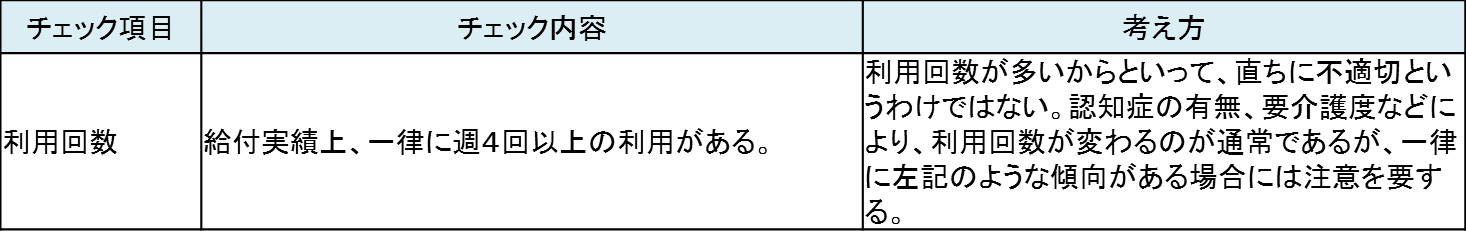 チェック項目
チェック内容
考え方
利用回数
給付実績上、一律に週４回以上の利用がある。
利用回数が多いからといって、直ちに不適切とい
うわけではない。認知症の有無、要介護度などに
より、利用回数が変わるのが通常であるが、一律
に左記のような傾向がある場合には注意を要す
る。